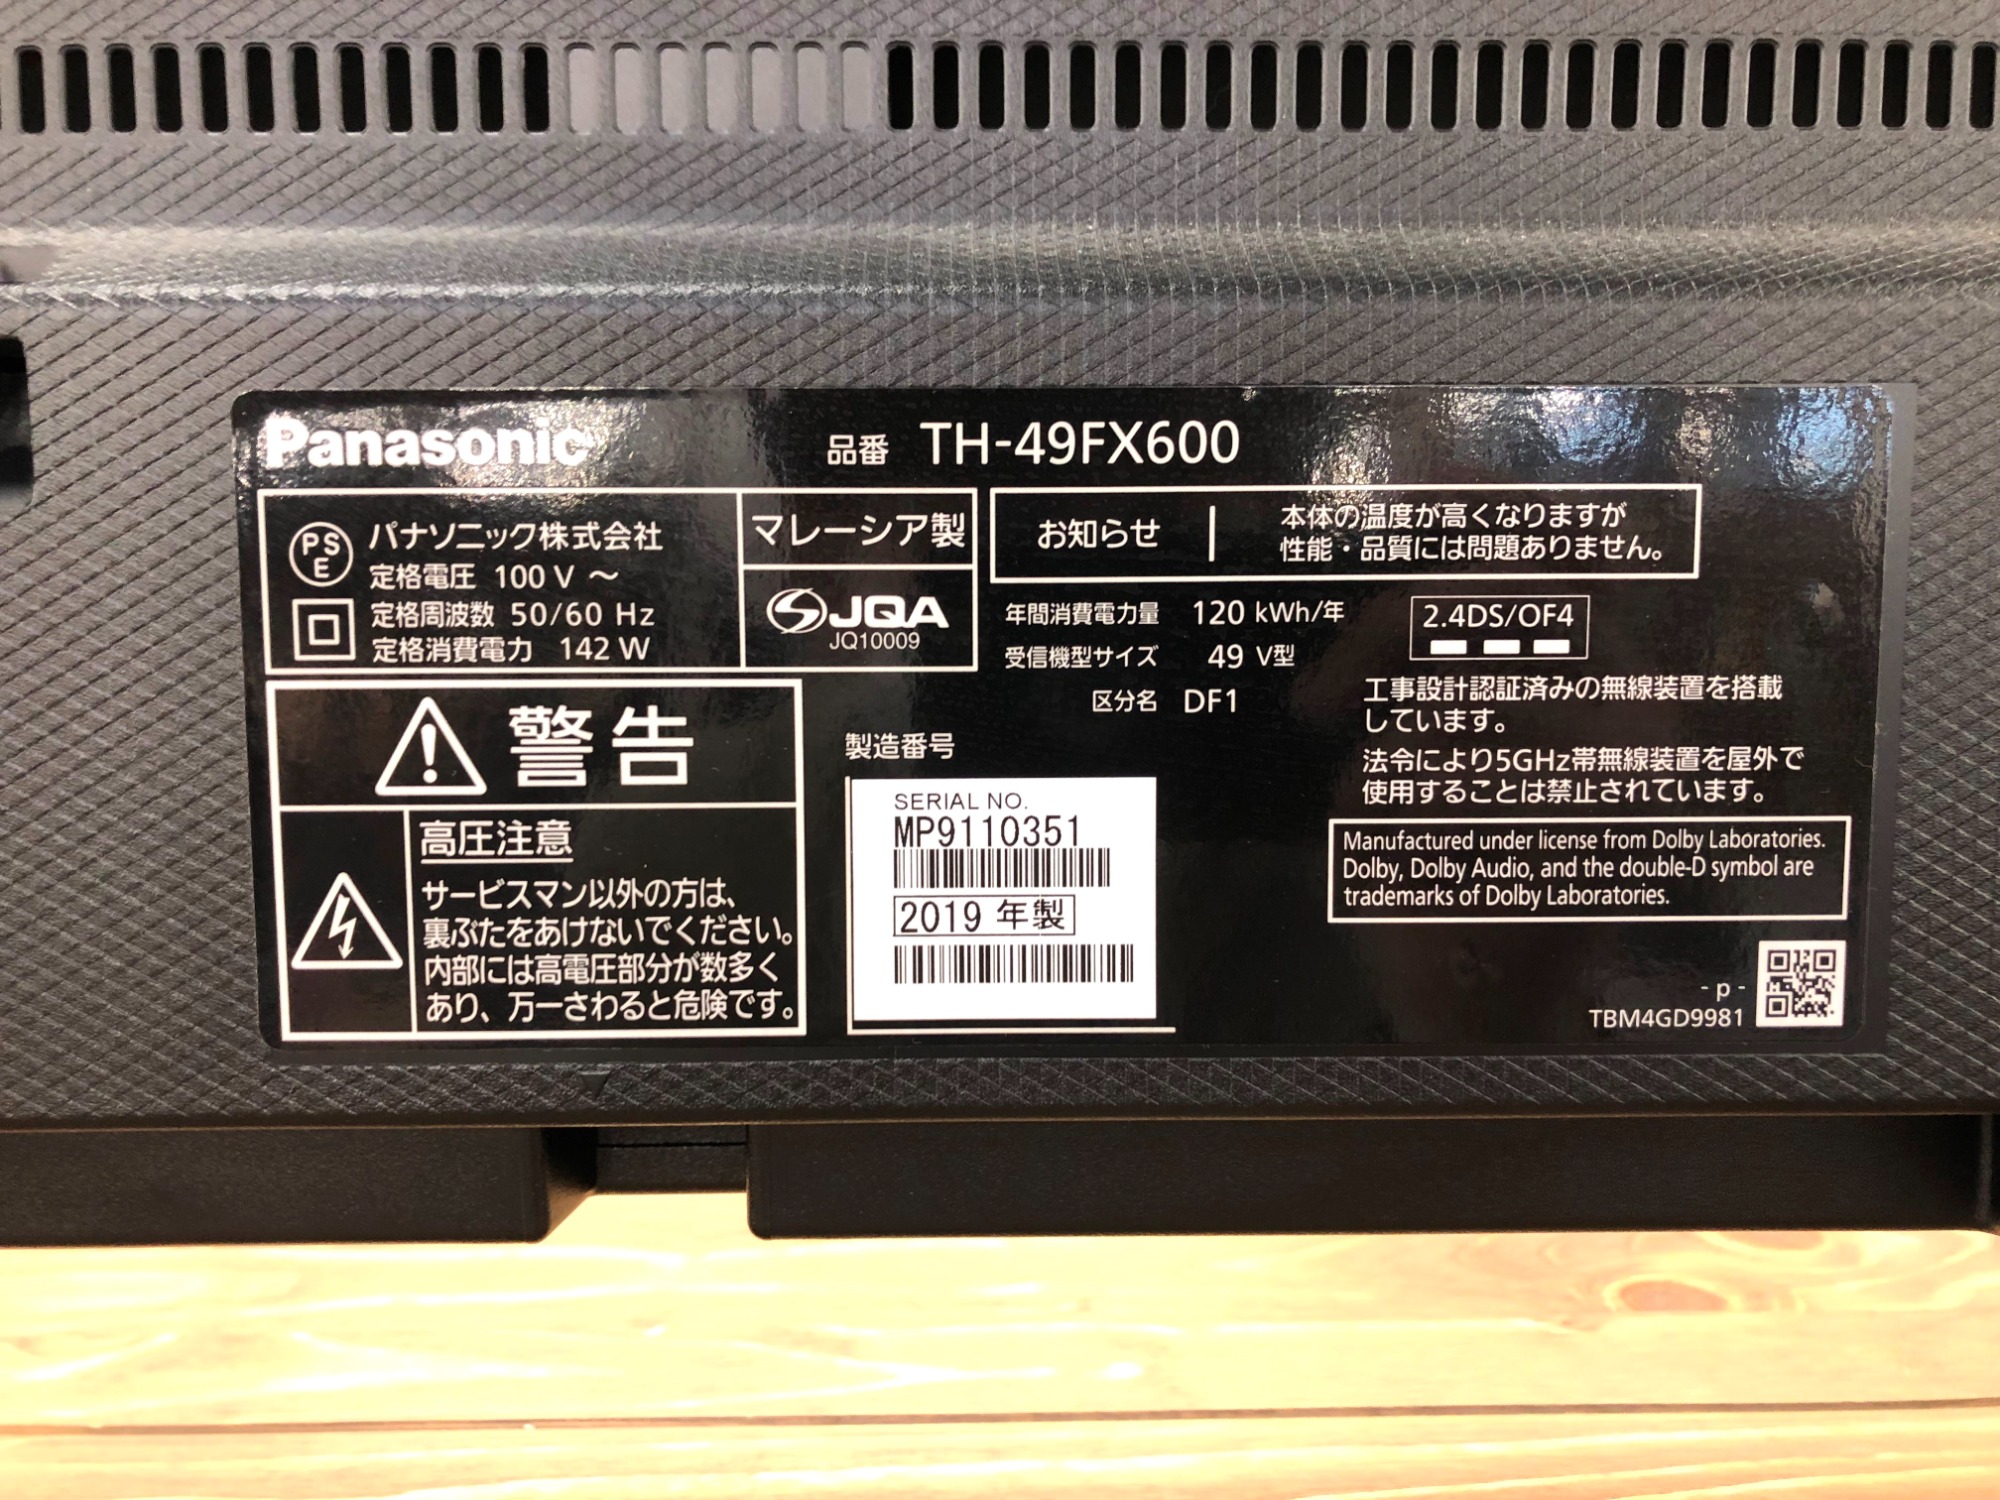 Panasonic
品番 TH-49FX600
PSE
パナソニック株式会社
定格電圧 100 V ～
定格周波数 50/60 Hz
定格消費電力 142 W
マレーシア製
JQA
JQ10009
お知らせ
本体の温度が高くなりますが
性能・品質には問題ありません。
年間消費電力量 120 kWh/年
受信機型サイズ 49 V型
区分名 DF1
2.4DS/OF4
工事設計認証済みの無線装置を搭載
しています。
法令により5GHz帯無線装置を屋外で
使用することは禁止されています。
警告
高圧注意
サービスマン以外の方は、
裏ぶたをあけないでください。
内部には高電圧部分が数多く
あり、万一さわると危険です。
製造番号
SERIAL NO.
MP9110351
2019 年製
Manufactured under license from Dolby Laboratories.
Dolby, Dolby Audio, and the double-D symbol are
trademarks of Dolby Laboratories.
- p -
TBM4GD9981